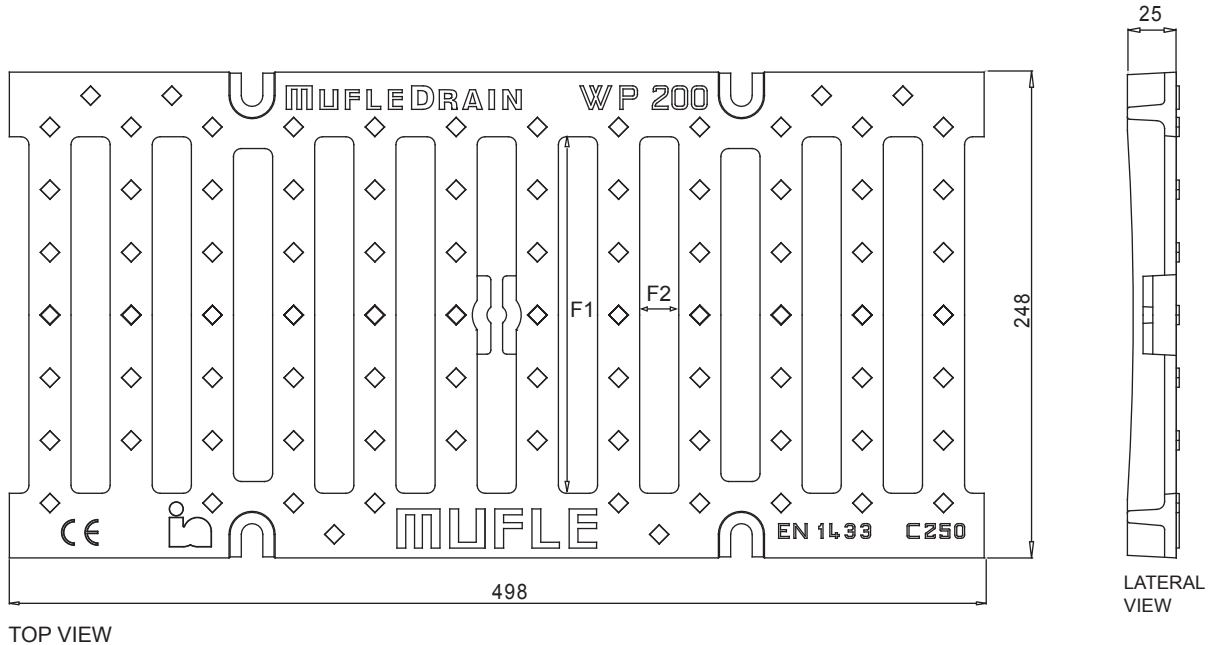 25
MUFLEDRAIN WP 200
F1
F2
248
CE
MUFLE
EN 1433 C250
498
LATERAL
VIEW
TOP VIEW